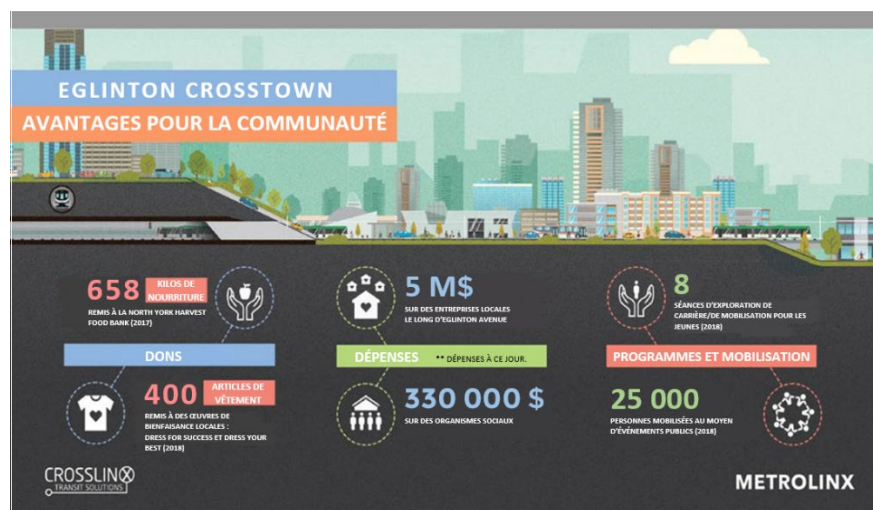 EGLINTON CROSSTOWN
AVANTAGES POUR LA COMMUNAUTÉ
658 KILOS DE
NOURRITURE
REMIS À LA NORTH YORK HARVEST
FOOD BANK (2017)
DONS
400 ARTICLES DE
VÊTEMENT
REMIS À DES ŒUVRES DE
BIENFAISANCE LOCALES :
DRESS FOR SUCCESS ET DRESS YOUR
BEST (2018)
5 M$
SUR DES ENTREPRISES LOCALES
LE LONG D'EGLINTON AVENUE
DÉPENSES ** DÉPENSES À CE JOUR.
330 000 $
SUR DES ORGANISMES SOCIAUX
8
SÉANCES D'EXPLORATION DE
CARRIÈRE/DE MOBILISATION POUR LES
JEUNES (2018)
PROGRAMMES ET MOBILISATION
25 000
PERSONNES MOBILISÉES AU MOYEN
D'ÉVÉNEMENTS PUBLICS (2018)
CROSSLINX
TRANSIT SOLUTIONS
METROLINX